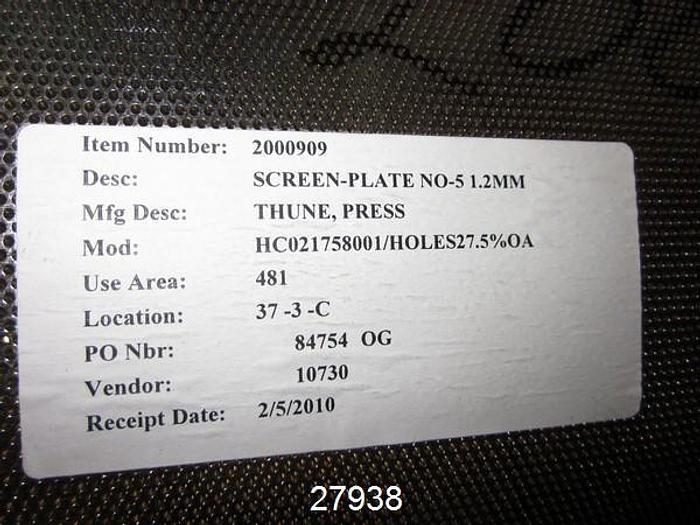 Item Number: 2000909
Desc: SCREEN-PLATE NO-5 1.2MM
Mfg Desc: THUNE, PRESS
Mod: HC021758001/HOLES27.5%OA
Use Area: 481
Location: 37 -3 -C
PO Nbr: 84754 OG
Vendor: 10730
Receipt Date: 2/5/2010
27938